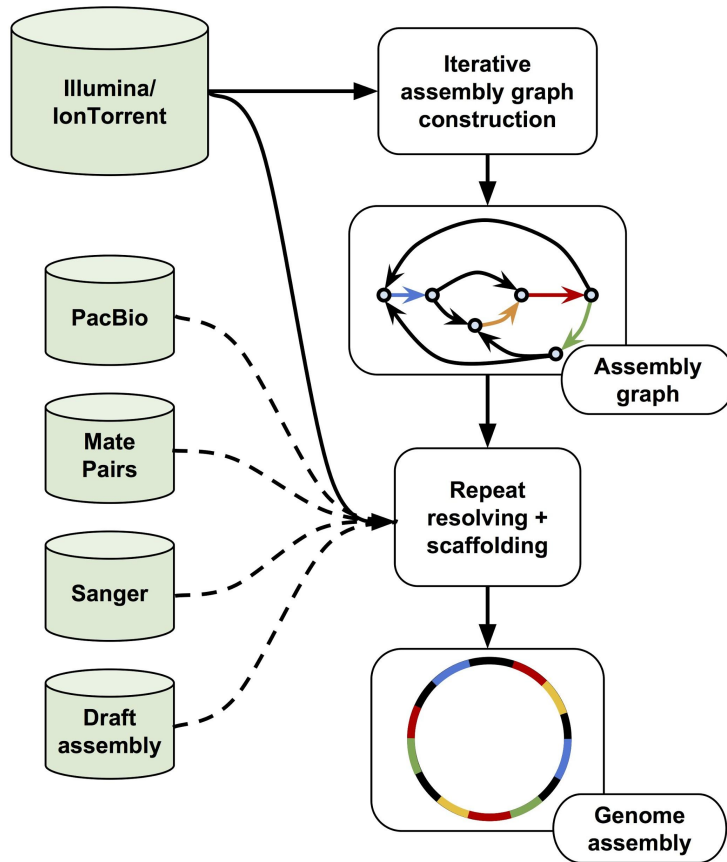 Illumina/
IonTorrent
Iterative
assembly graph
construction
PacBio
Assembly
graph
Mate
Pairs
Repeat
resolving +
scaffolding
Sanger
Draft
assembly
Genome
assembly